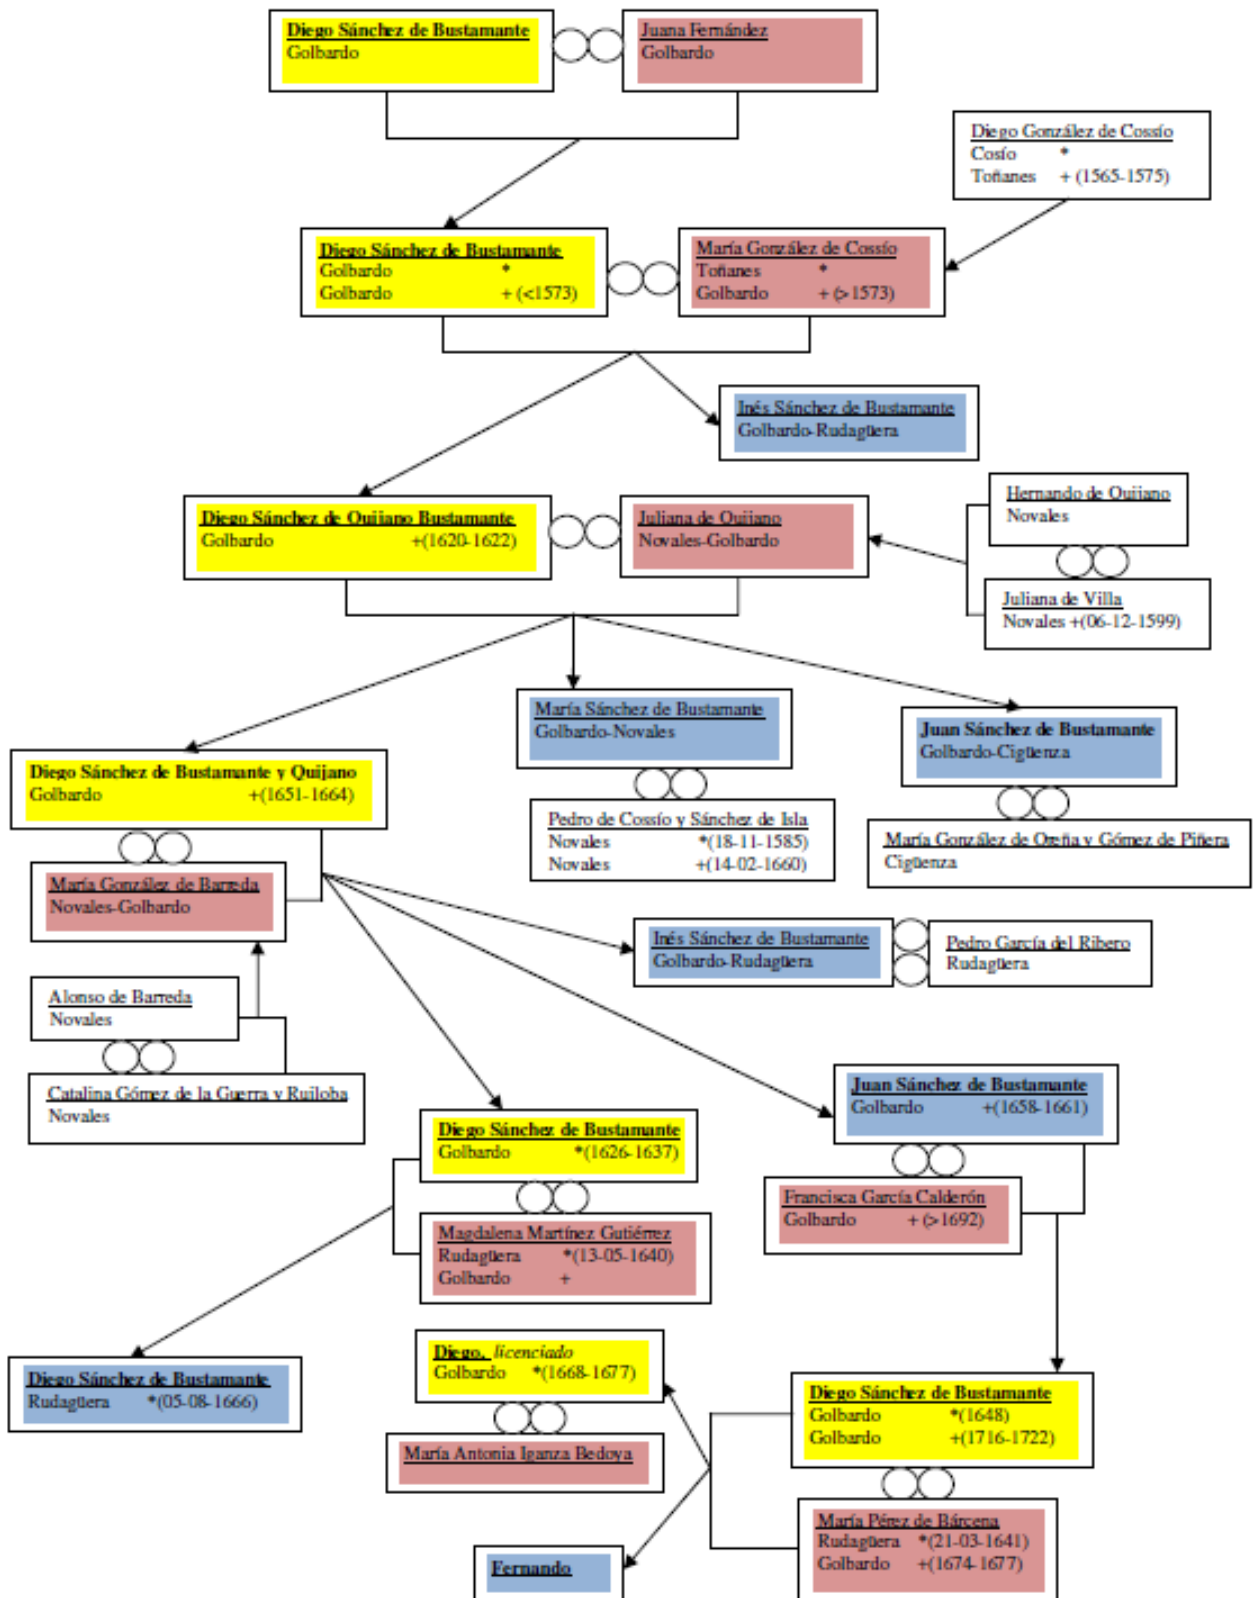 Diego Sánchez de Bustamante
Golbardo
Juana Fernández
Golbardo
Diego González de Cossío
Cosío *
Toñanes + (1565-1575)
Diego Sánchez de Bustamante
Golbardo *
Golbardo + (<1573)
María González de Cossío
Toñanes *
Golbardo + (>1573)
Inés Sánchez de Bustamante
Golbardo-Rudagüera
Diego Sánchez de Quijano Bustamante
Golbardo +(1620-1622)
Juliana de Quijano
Novales-Golbardo
Hernando de Quijano
Novales
Juliana de Villa
Novales +(06-12-1599)
María Sánchez de Bustamante
Golbardo-Novales
Juan Sánchez de Bustamante
Golbardo-Cigüenza
Diego Sánchez de Bustamante y Quijano
Golbardo +(1651-1664)
Pedro de Cossío y Sánchez de Isla
Novales *(18-11-1585)
Novales +(14-02-1660)
María González de Oreña y Gómez de Piñera
Cigüenza
María González de Barreda
Novales-Golbardo
Inés Sánchez de Bustamante
Golbardo-Rudagüera
Pedro García del Ribero
Rudagüera
Alonso de Barreda
Novales
Catalina Gómez de la Guerra y Ruiloba
Novales
Juan Sánchez de Bustamante
Golbardo +(1658-1661)
Diego Sánchez de Bustamante
Golbardo *(1626-1637)
Francisca García Calderón
Golbardo + (>1692)
Magdalena Martínez Gutiérrez
Rudagüera *(13-05-1640)
Golbardo +
Diego, licenciado
Golbardo *(1668-1677)
Diego Sánchez de Bustamante
Rudagüera *(05-08-1666)
Diego Sánchez de Bustamante
Golbardo *(1648)
Golbardo +(1716-1722)
María Antonia Iganza Bedoya
María Pérez de Bárcena
Rudagüera *(21-03-1641)
Golbardo +(1674-1677)
Fernando